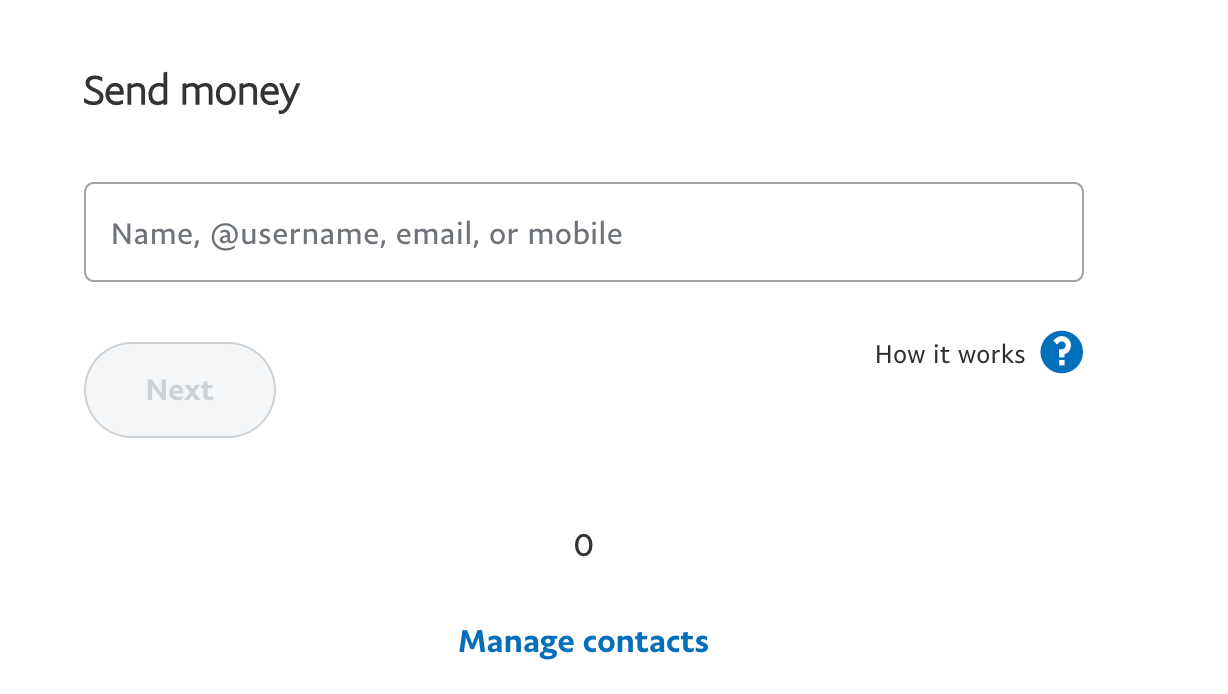 Send money
Name, @username, email, or mobile
How it works ?
Next
0
Manage contacts